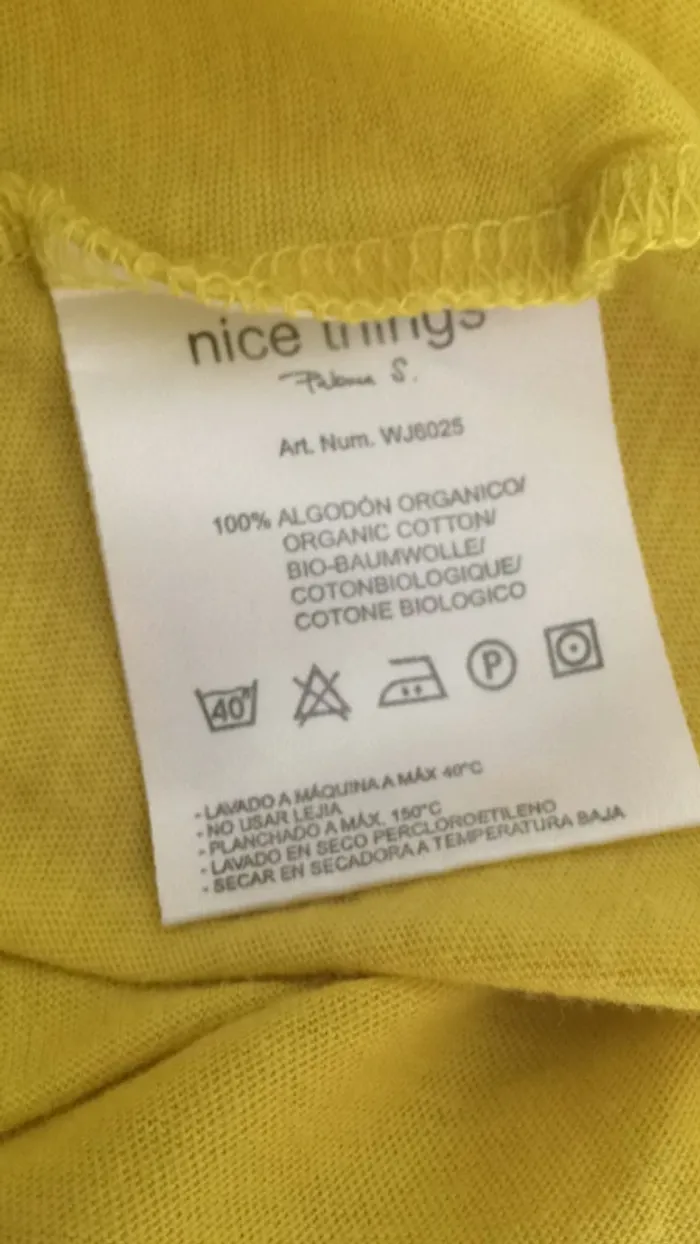 nice things
Paloma S.
Art. Num. WJ6025
100% ALGODÓN ORGANICO/
ORGANIC COTTON/
BIO-BAUMWOLLE/
COTONBIOLOGIQUE/
COTONE BIOLOGICO
40° P
- LAVADO A MÁQUINA A MÁX 40°C
- NO USAR LEJIA
- PLANCHADO A MÁX. 150°C
- LAVADO EN SECO PERCLOROETILENO
- SECAR EN SECADORA A TEMPERATURA BAJA